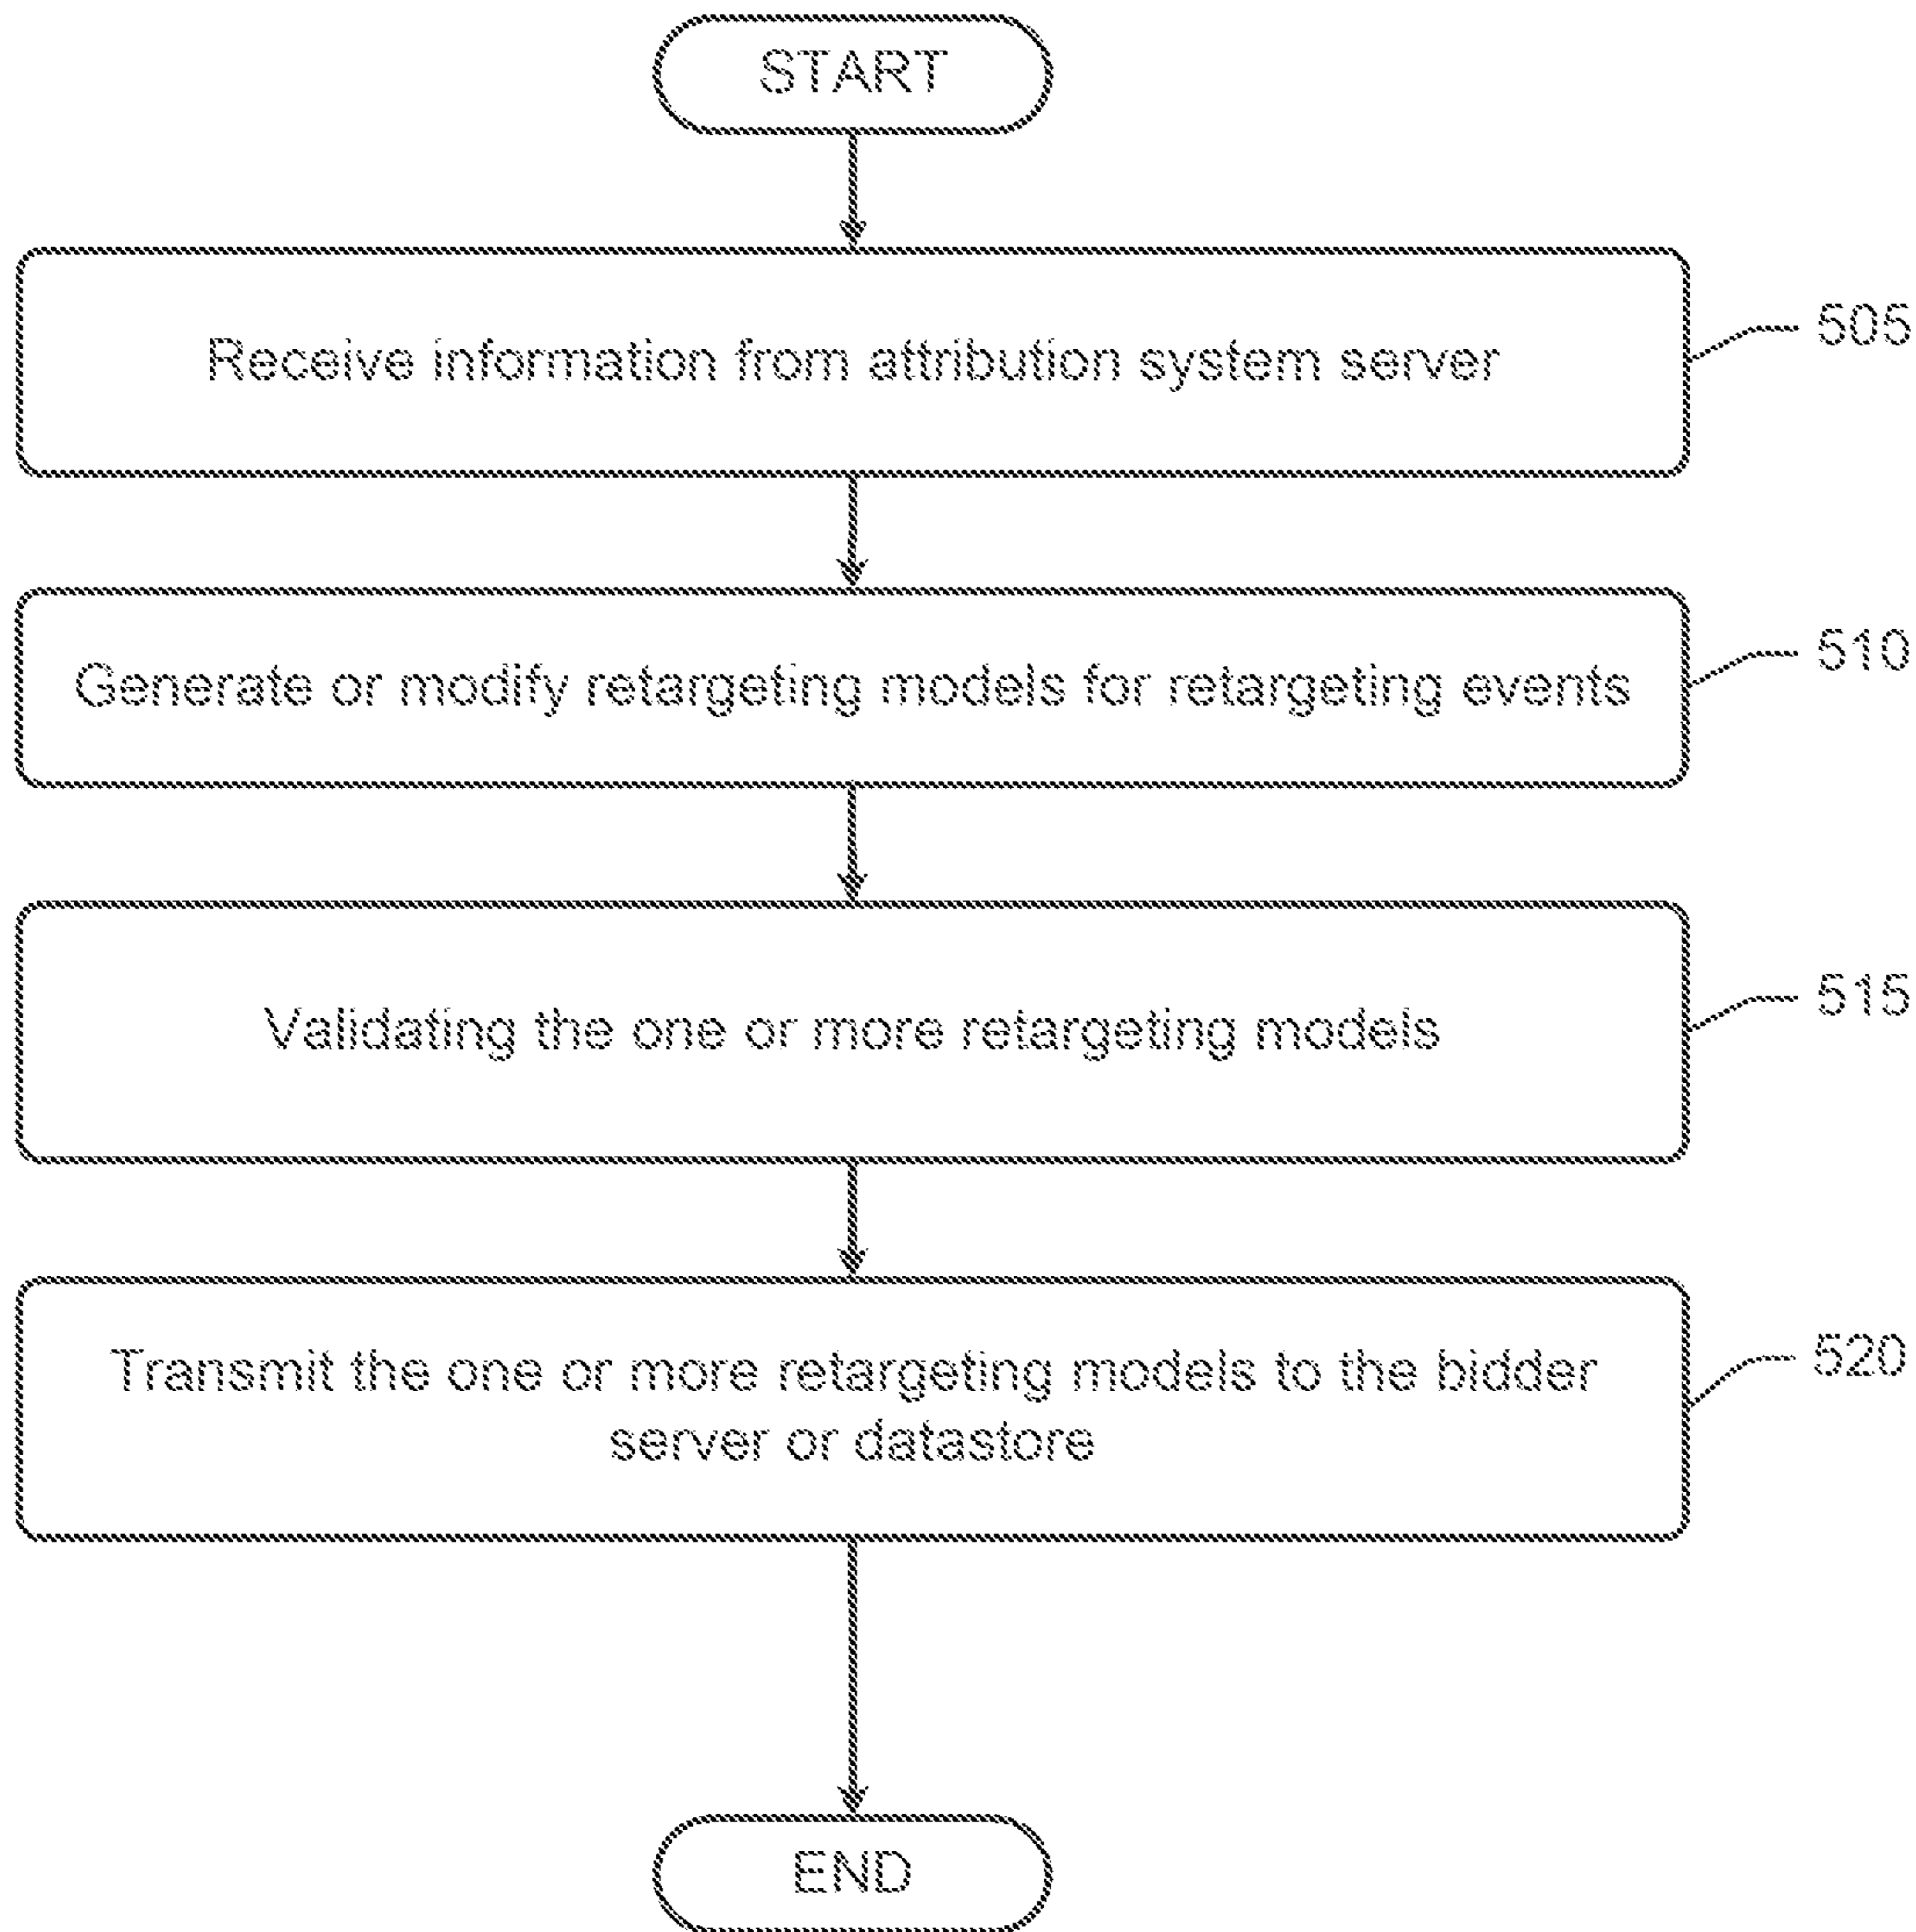 START
Receive information from attribution system server
505
Generate or modify retargeting models for retargeting events
510
Validating the one or more retargeting models
515
Transmit the one or more retargeting models to the bidder
server or datastore
520
END